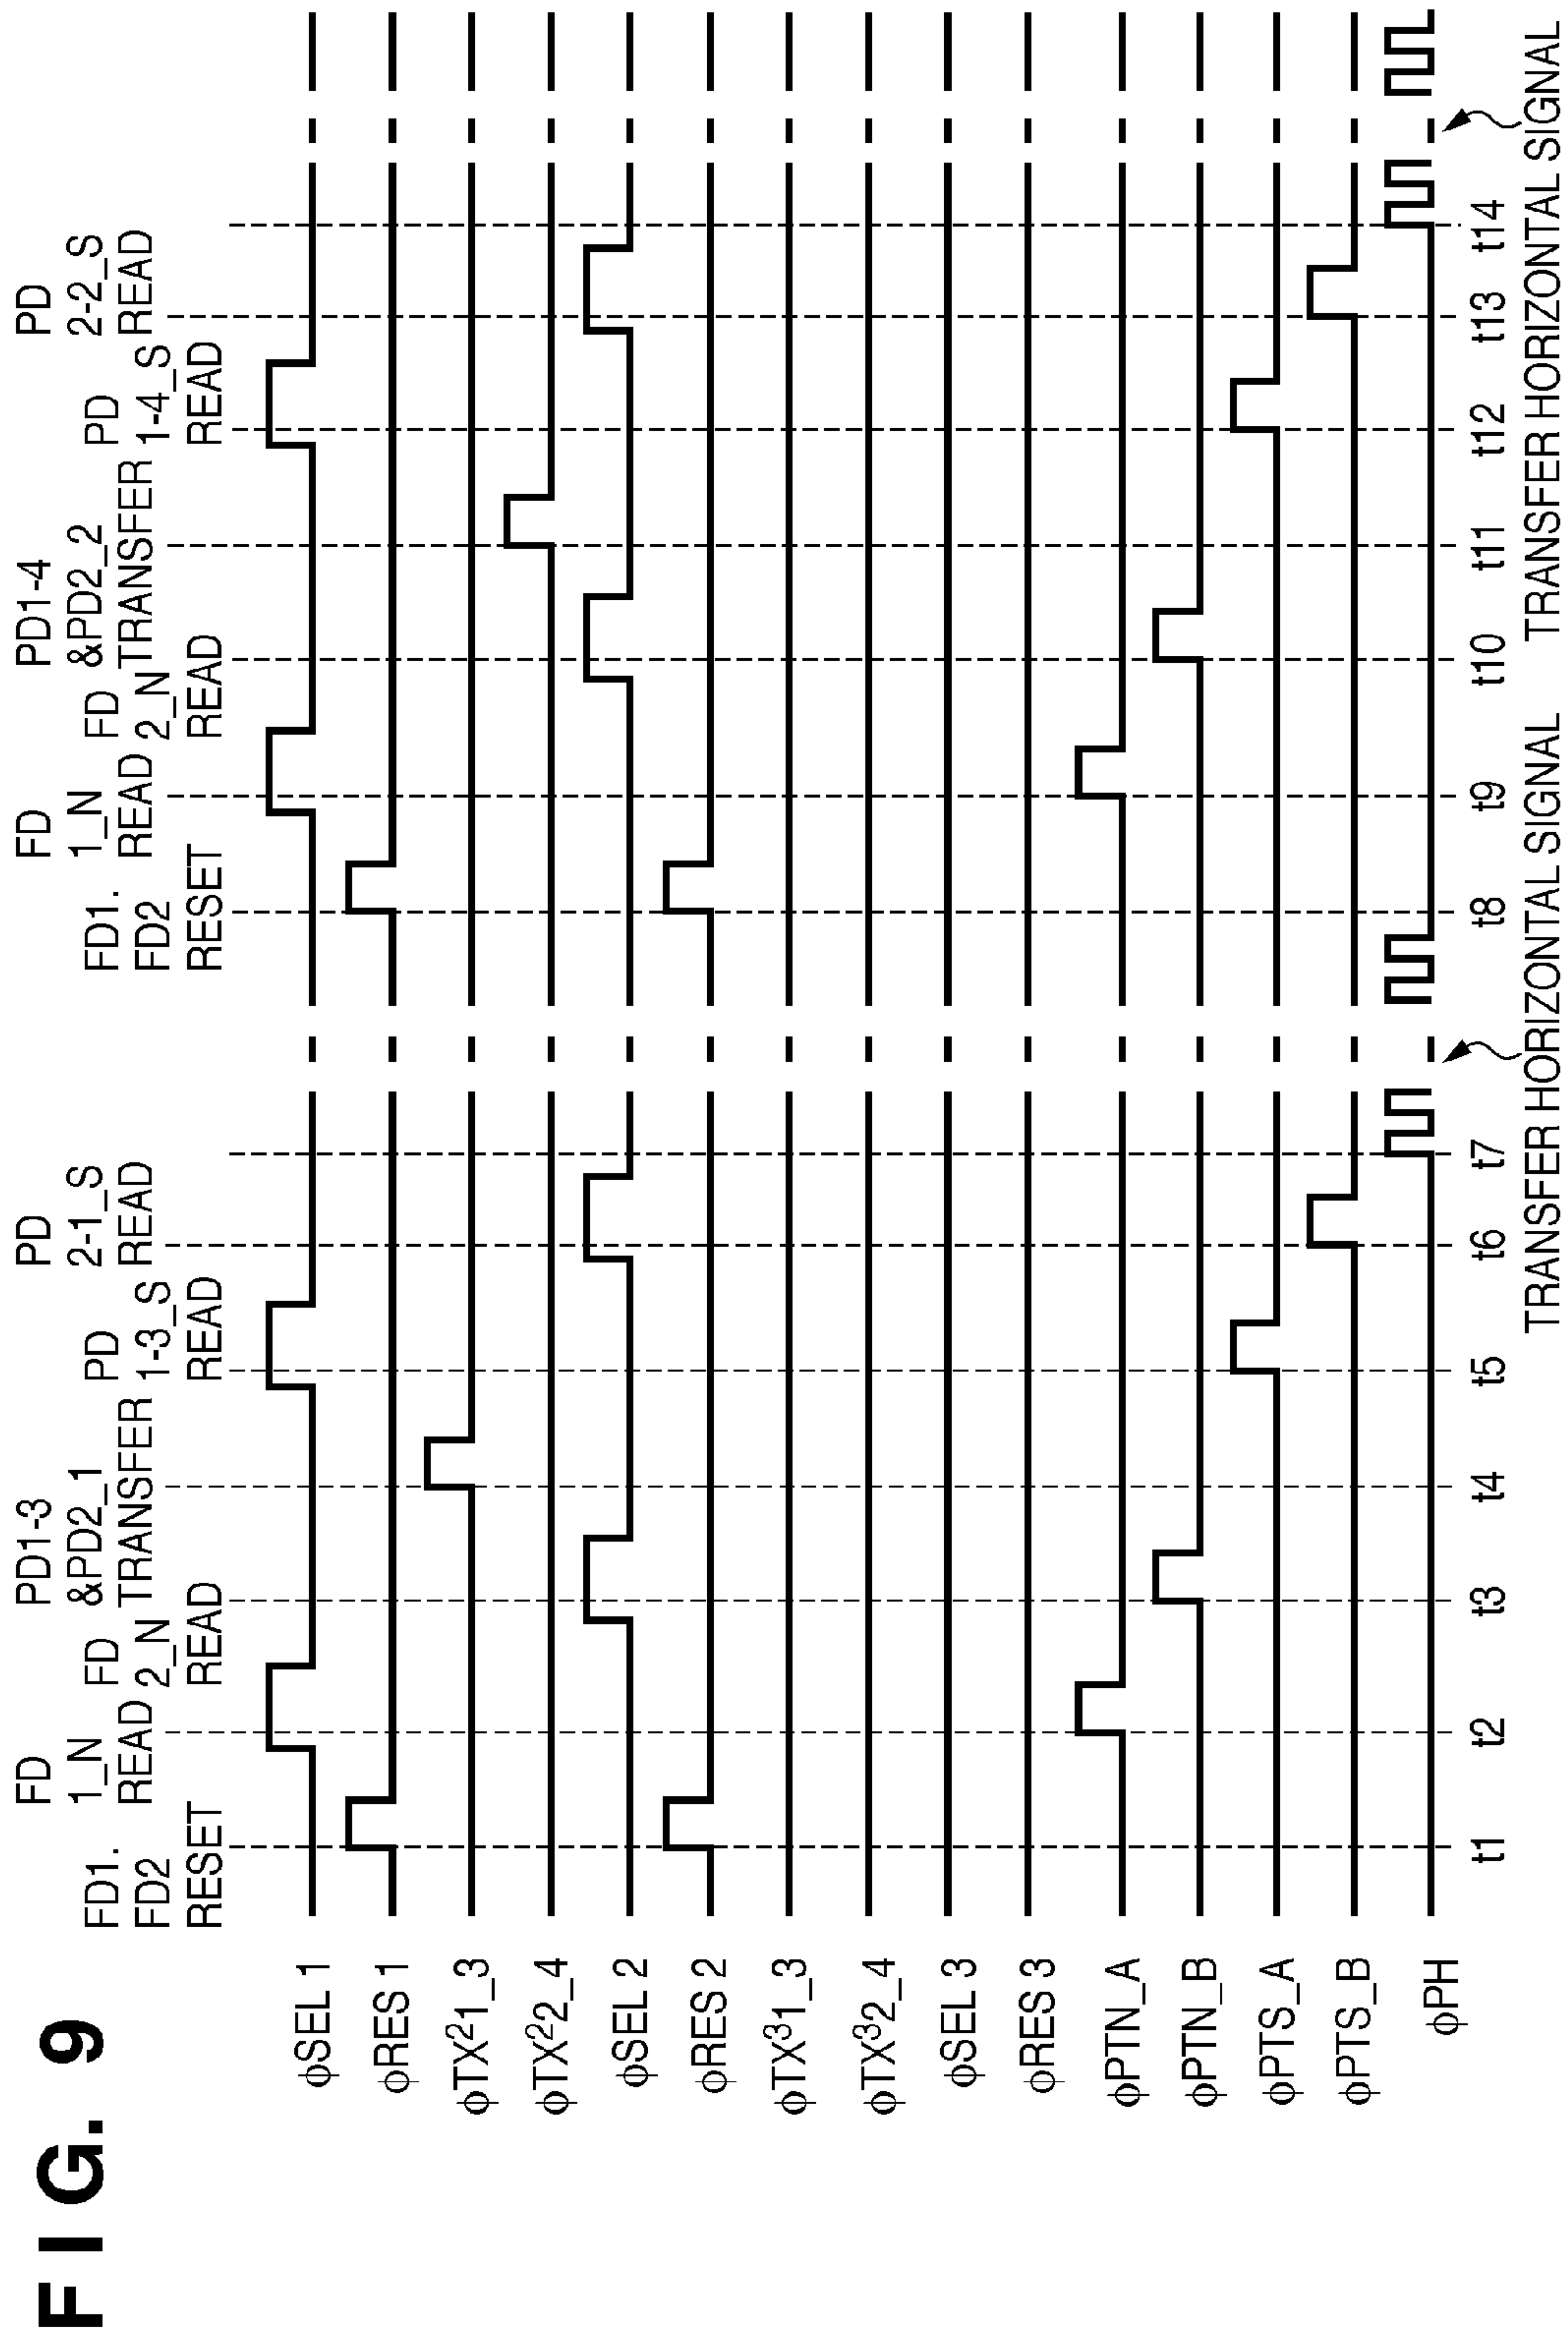 FIG. 9
FD1.
FD2
RESET
FD
1_N
READ
FD
2_N
READ
PD1-3
&PD2_1
TRANSFER
PD
1-3_S
READ
PD
2-1_S
READ
FD1.
FD2
RESET
FD
1_N
READ
FD
2_N
READ
PD1-4
&PD2_2
TRANSFER
PD
1-4_S
READ
PD
2-2_S
READ
ϕSEL 1
ϕRES 1
ϕTX²1_3
ϕTX²2_4
ϕSEL 2
ϕRES 2
ϕTX³1_3
ϕTX³2_4
ϕSEL 3
ϕRES 3
ϕPTN_A
ϕPTN_B
ϕPTS_A
ϕPTS_B
ϕPH
t1 t2 t3 t4 t5 t6 t7 t8 t9 t10 t11 t12 t13 t14
TRANSFER HORIZONTAL SIGNAL
TRANSFER HORIZONTAL SIGNAL